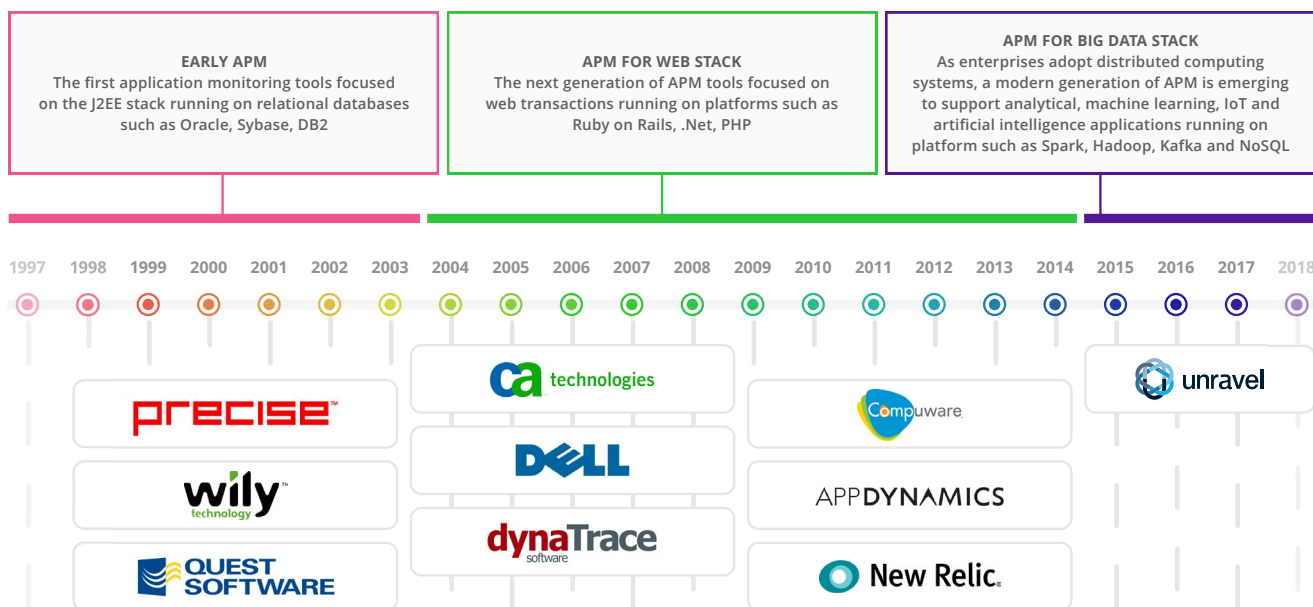 EARLY APM
The first application monitoring tools focused
on the J2EE stack running on relational databases
such as Oracle, Sybase, DB2
APM FOR WEB STACK
The next generation of APM tools focused on
web transactions running on platforms such as
Ruby on Rails, .Net, PHP
APM FOR BIG DATA STACK
As enterprises adopt distributed computing
systems, a modern generation of APM is emerging
to support analytical, machine learning, IoT and
artificial intelligence applications running on
platform such as Spark, Hadoop, Kafka and NoSQL
1997 1998 1999 2000 2001 2002 2003 2004 2005 2006 2007 2008 2009 2010 2011 2012 2013 2014 2015 2016 2017 2018
precise™
wily™
technology
QUEST
SOFTWARE
ca technologies
DELL
dynaTrace
software
Compuware
APPDYNAMICS
New Relic®
unravel